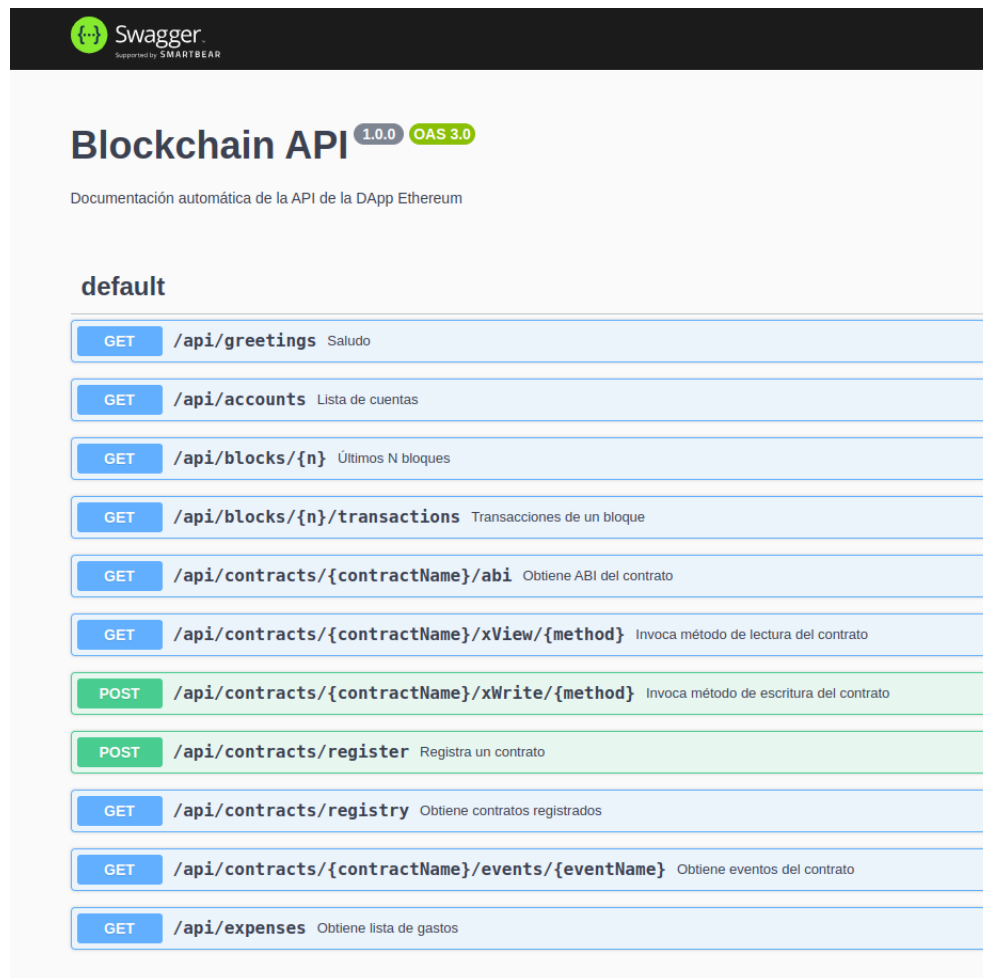 Swagger.
Supported by SMARTBEAR
Blockchain API 1.0.0 OAS 3.0
Documentación automática de la API de la DApp Ethereum
default
GET /api/greetings Saludo
GET /api/accounts Lista de cuentas
GET /api/blocks/{n} Últimos N bloques
GET /api/blocks/{n}/transactions Transacciones de un bloque
GET /api/contracts/{contractName}/abi Obtiene ABI del contrato
GET /api/contracts/{contractName}/xView/{method} Invoca método de lectura del contrato
POST /api/contracts/{contractName}/xWrite/{method} Invoca método de escritura del contrato
POST /api/contracts/register Registra un contrato
GET /api/contracts/registry Obtiene contratos registrados
GET /api/contracts/{contractName}/events/{eventName} Obtiene eventos del contrato
GET /api/expenses Obtiene lista de gastos